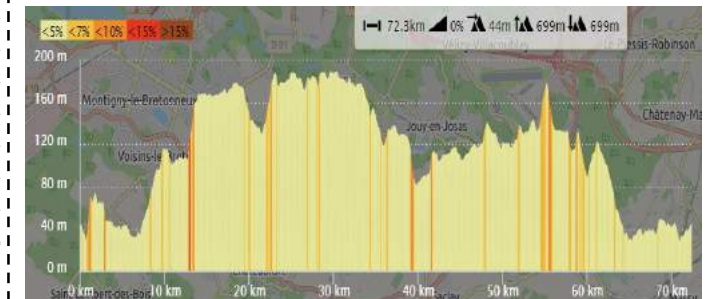 <5% <7% <10% <15% >15%
72.3km 0% 44m 699m 699m
Vélizy-Villacoublay
Le Plessis-Robinson
200 m
160 m
Montigny-le-Bretonneux
Châtenay-Ma
Jouy-en-Josas
120 m
Voisins-le-Bret
80 m
40 m
0 m
0 km 10 km 20 km 30 km 40 km 50 km 60 km 70 km
Saclay